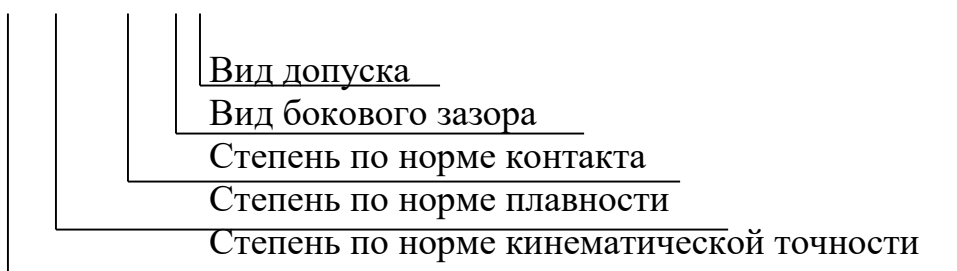 Вид допуска
Вид бокового зазора
Степень по норме контакта
Степень по норме плавности
Степень по норме кинематической точности